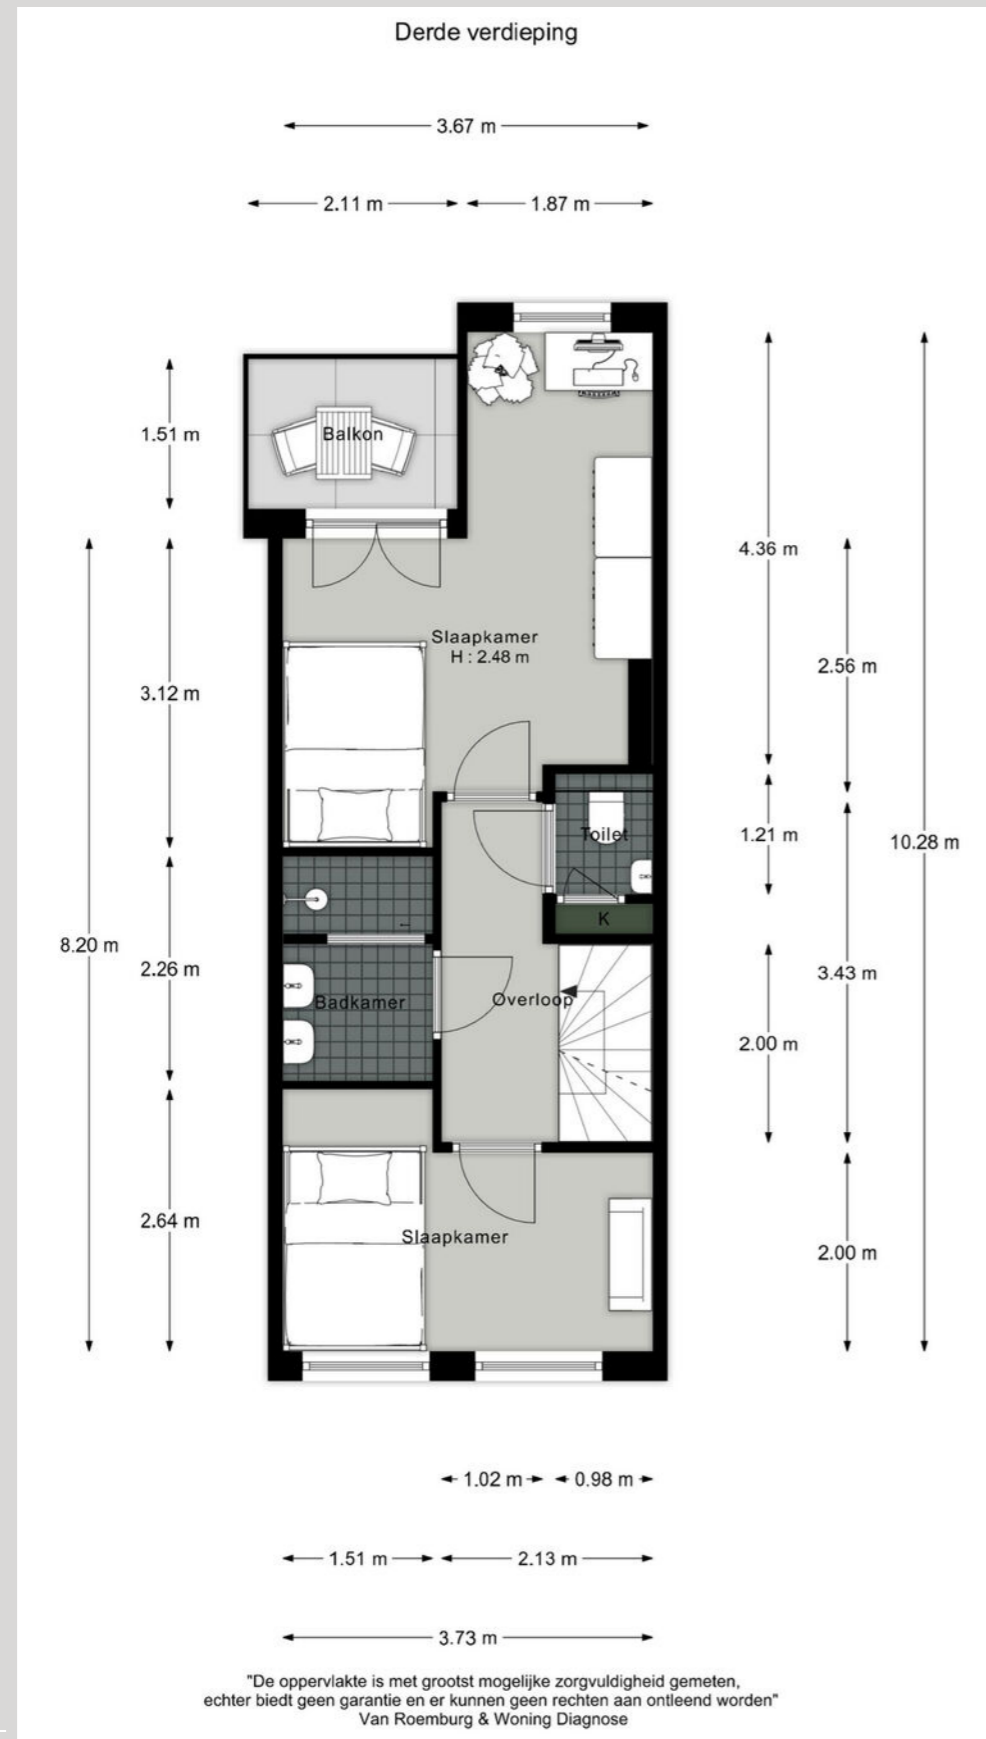 Derde verdieping
3.67 m
2.11 m
1.87 m
1.51 m
Balkon
4.36 m
Slaapkamer
H : 2.48 m
2.56 m
3.12 m
Toilet
1.21 m
10.28 m
K
8.20 m
2.26 m
Badkamer
Overloop
3.43 m
2.00 m
2.64 m
Slaapkamer
2.00 m
1.02 m
0.98 m
1.51 m
2.13 m
3.73 m
"De oppervlakte is met grootst mogelijke zorgvuldigheid gemeten,
echter biedt geen garantie en er kunnen geen rechten aan ontleend worden"
Van Roemburg & Woning Diagnose